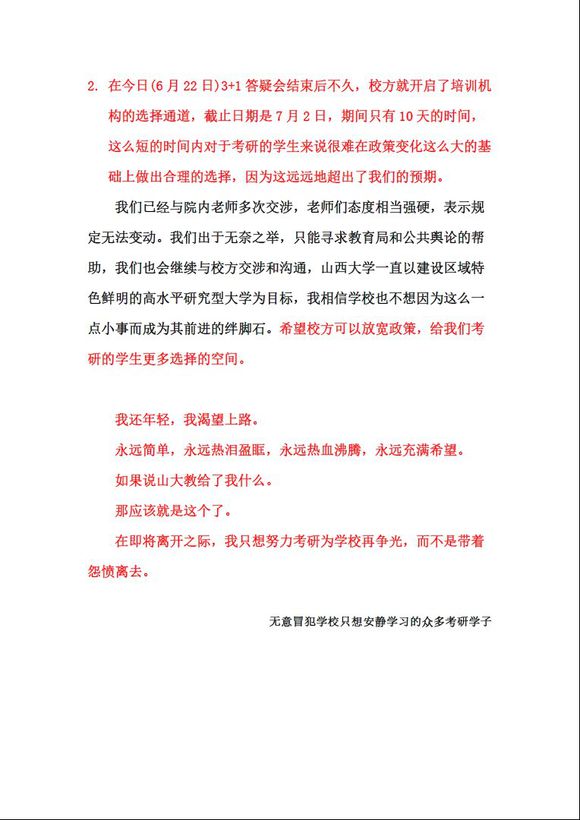 2. 在今日(6月22日)3+1答疑会结束后不久，校方就开启了培训机
构的选择通道，截止日期是7月2日，期间只有10天的时间，
这么短的时间内对于考研的学生来说很难在政策变化这么大的基
础上做出合理的选择，因为这远远地超出了我们的预期。
我们已经与院内老师多次交涉，老师们态度相当强硬，表示规
定无法变动。我们出于无奈之举，只能寻求教育局和公共舆论的帮
助，我们也会继续与校方交涉和沟通，山西大学一直以建设区域特
色鲜明的高水平研究型大学为目标，我相信学校也不想因为这么一
点小事而成为其前进的绊脚石。希望校方可以放宽政策，给我们考
研的学生更多选择的空间。
我还年轻，我渴望上路。
永远简单，永远热泪盈眶，永远热血沸腾，永远充满希望。
如果说山大教给了我什么。
那应该就是这个了。
在即将离开之际，我只想努力考研为学校再争光，而不是带着
怨愤离去。
无意冒犯学校只想安静学习的众多考研学子